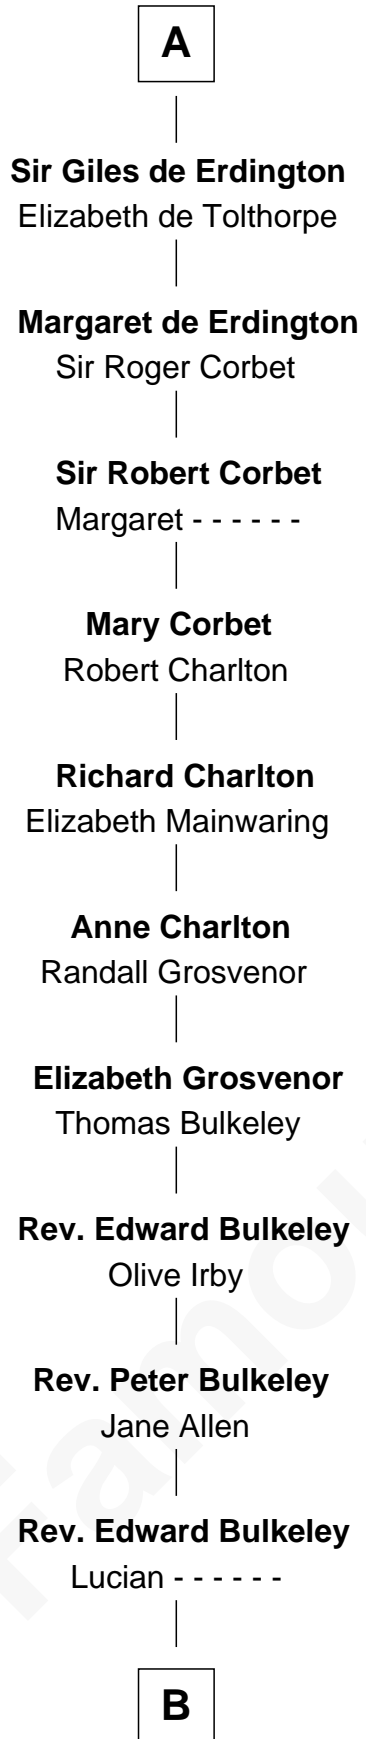 A
Sir Giles de Erdington
Elizabeth de Tolthorpe
Margaret de Erdington
Sir Roger Corbet
Sir Robert Corbet
Margaret - - - - - -
Mary Corbet
Robert Charlton
Richard Charlton
Elizabeth Mainwaring
Anne Charlton
Randall Grosvenor
Elizabeth Grosvenor
Thomas Bulkeley
Rev. Edward Bulkeley
Olive Irby
Rev. Peter Bulkeley
Jane Allen
Rev. Edward Bulkeley
Lucian - - - - - -
B